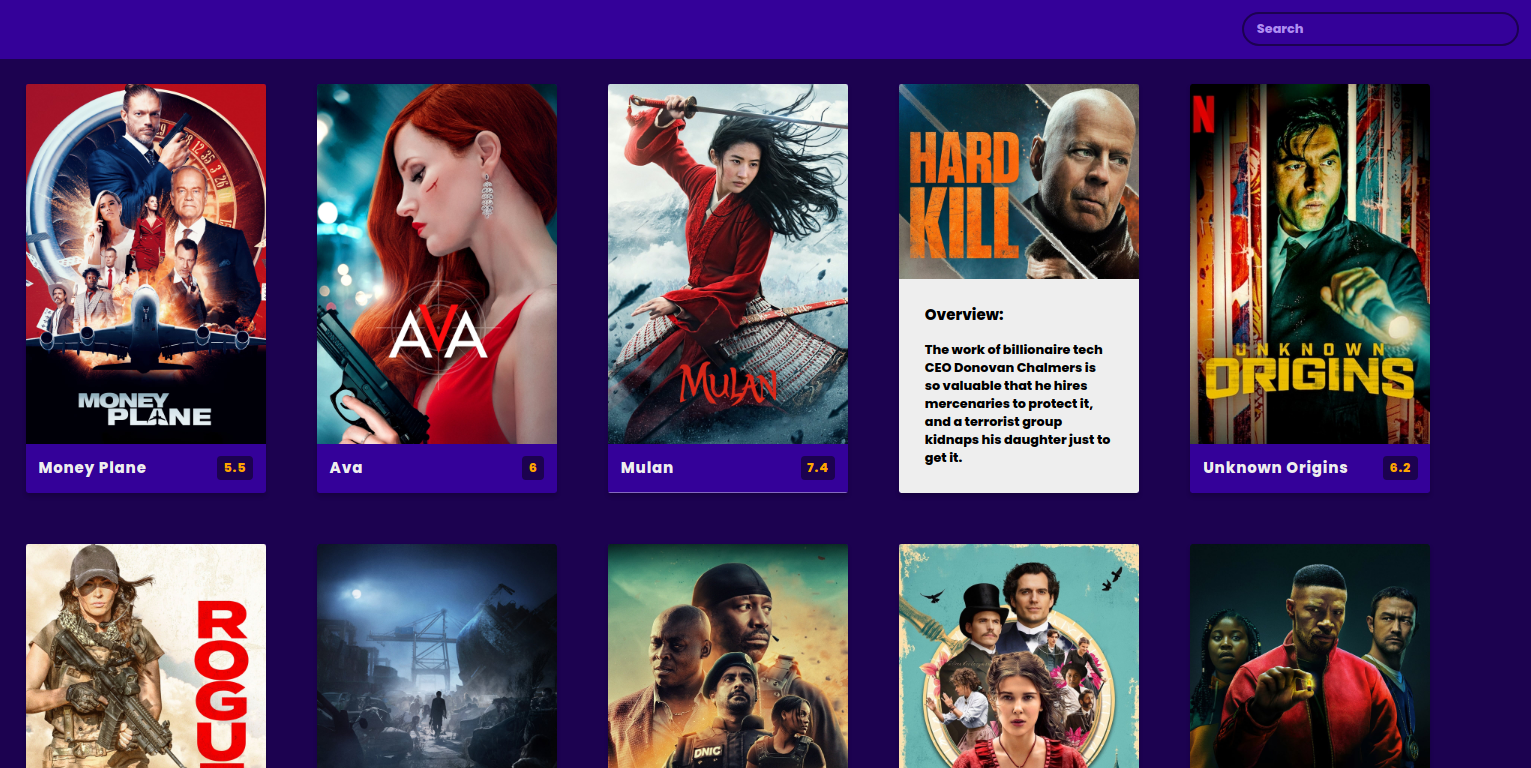 Search
MONEY
PLANE
AVA
MULAN
HARD
KILL
Overview:
The work of billionaire tech
CEO Donovan Chalmers is
so valuable that he hires
mercenaries to protect it,
and a terrorist group
kidnaps his daughter just to
get it.
N
UNKNOWN
ORIGINS
Money Plane 5.5
Ava 6
Mulan 7.4
Unknown Origins 6.2
ROGU
DNIC